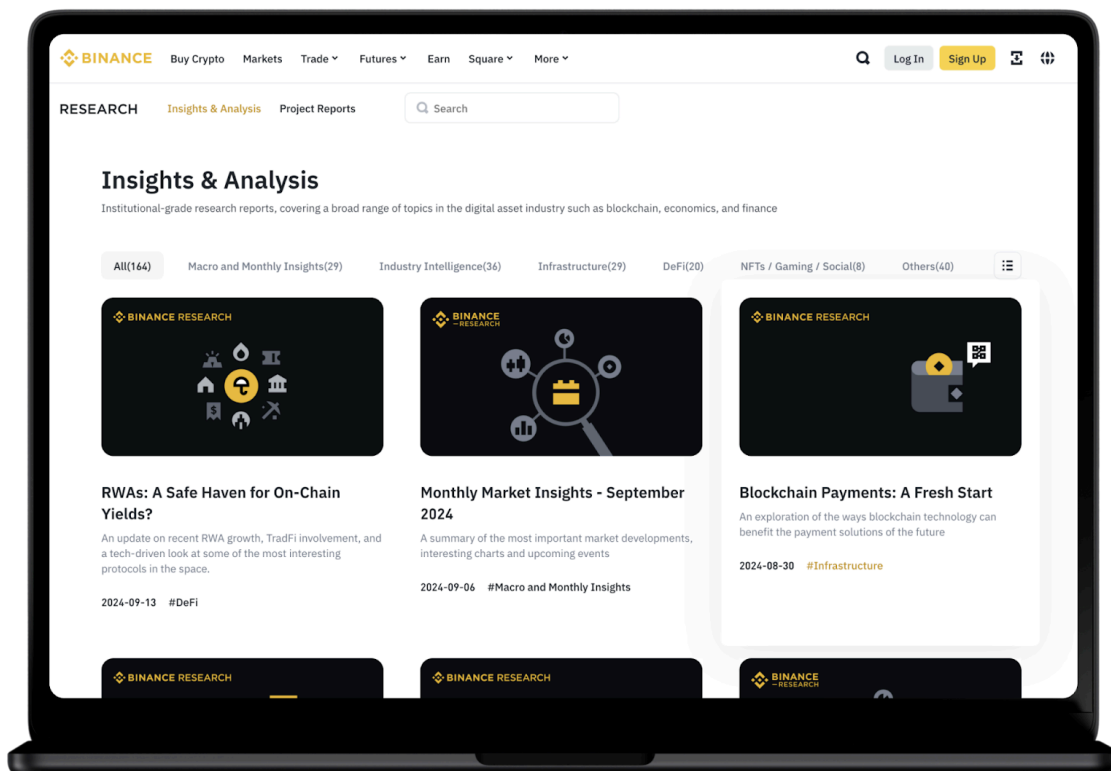 BINANCE Buy Crypto Markets Trade Futures Earn Square More Log In Sign Up
RESEARCH Insights & Analysis Project Reports Search
Insights & Analysis
Institutional-grade research reports, covering a broad range of topics in the digital asset industry such as blockchain, economics, and finance
All(164) Macro and Monthly Insights(29) Industry Intelligence(36) Infrastructure(29) DeFi(20) NFTs / Gaming / Social(8) Others(40)
BINANCE RESEARCH
$
RWAs: A Safe Haven for On-Chain
Yields?
An update on recent RWA growth, TradFi involvement, and
a tech-driven look at some of the most interesting
protocols in the space.
2024-09-13 #DeFi
BINANCE
RESEARCH
Monthly Market Insights - September
2024
A summary of the most important market developments,
interesting charts and upcoming events
2024-09-06 #Macro and Monthly Insights
BINANCE RESEARCH
Blockchain Payments: A Fresh Start
An exploration of the ways blockchain technology can
benefit the payment solutions of the future
2024-08-30 #Infrastructure
BINANCE RESEARCH
BINANCE RESEARCH
BINANCE
RESEARCH